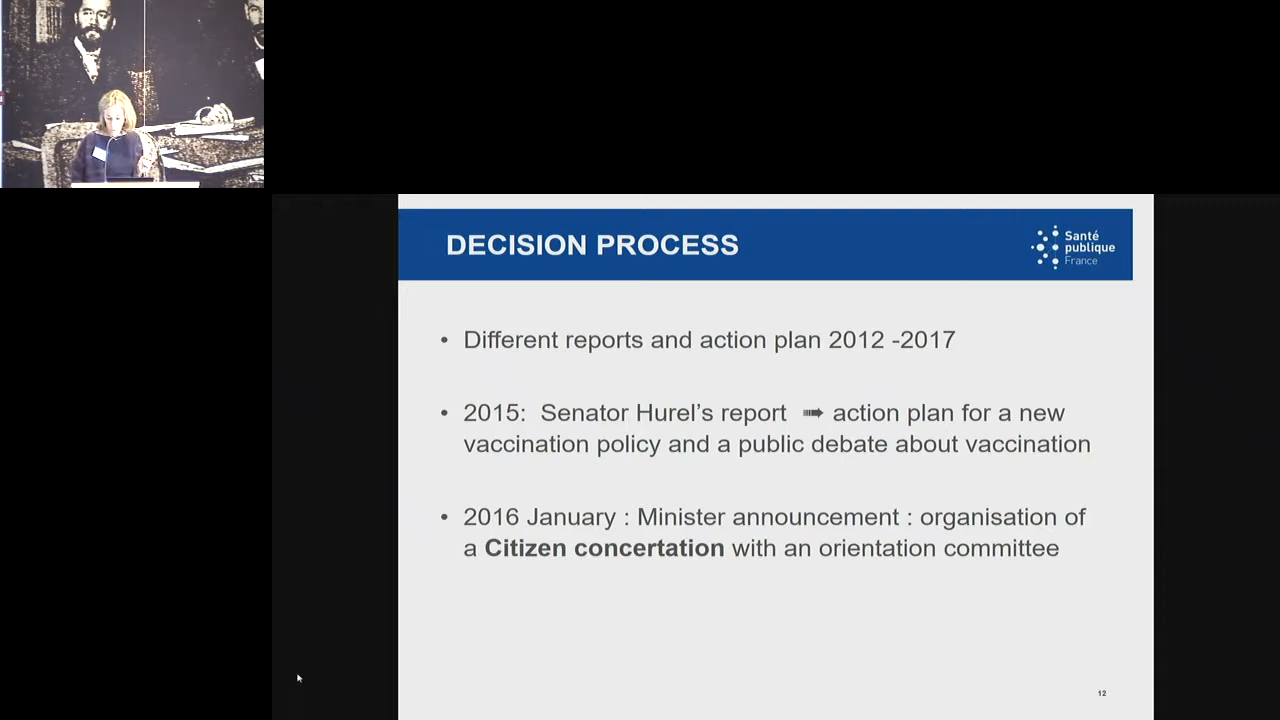 DECISION PROCESS
Santé
publique
France
• Different reports and action plan 2012 -2017
• 2015:  Senator Hurel’s report ➠ action plan for a new
vaccination policy and a public debate about vaccination
• 2016 January : Minister announcement : organisation of
a Citizen concertation with an orientation committee
12